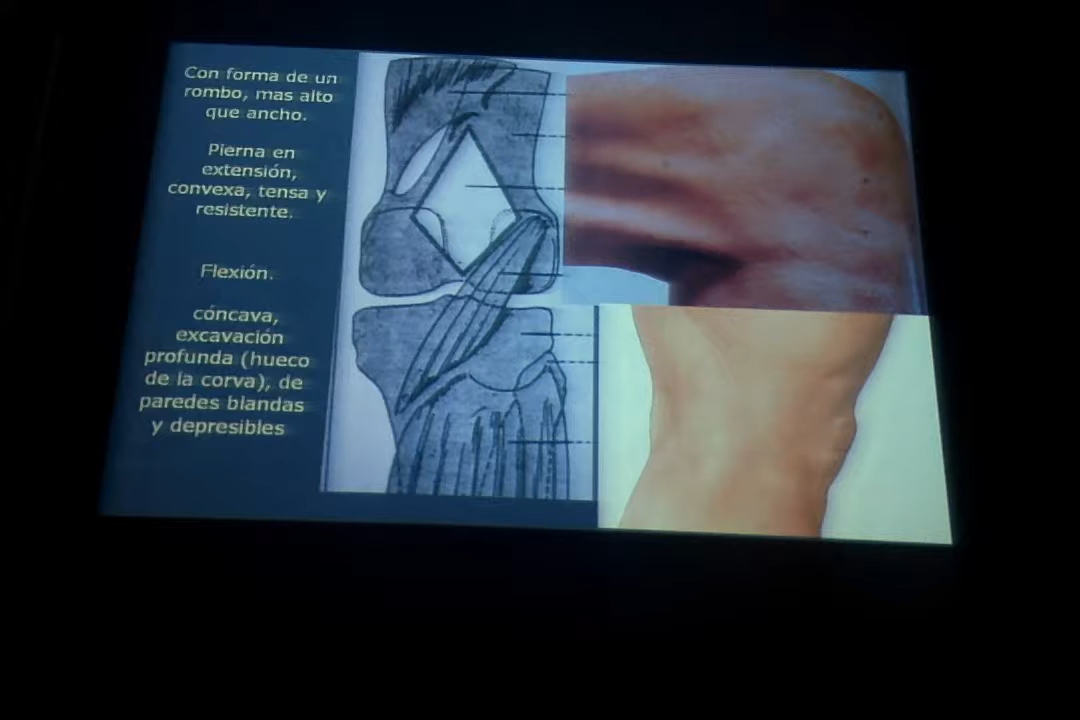 Con forma de un
rombo, mas alto
que ancho.
Pierna en
extensión,
convexa, tensa y
resistente.
Flexión.
cóncava,
excavación
profunda (hueco
de la corva), de
paredes blandas
y depresibles